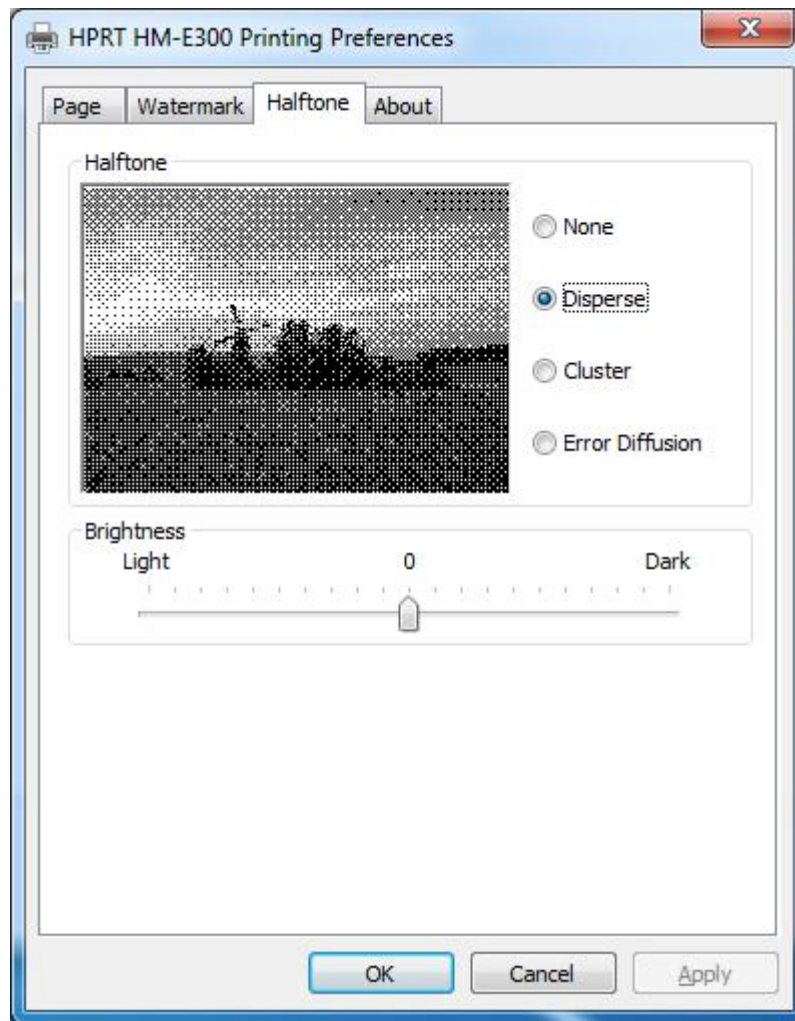 HPRT HM-E300 Printing Preferences
Page Watermark Halftone About
Halftone
None
Disperse
Cluster
Error Diffusion
Brightness
Light 0 Dark
OK Cancel Apply